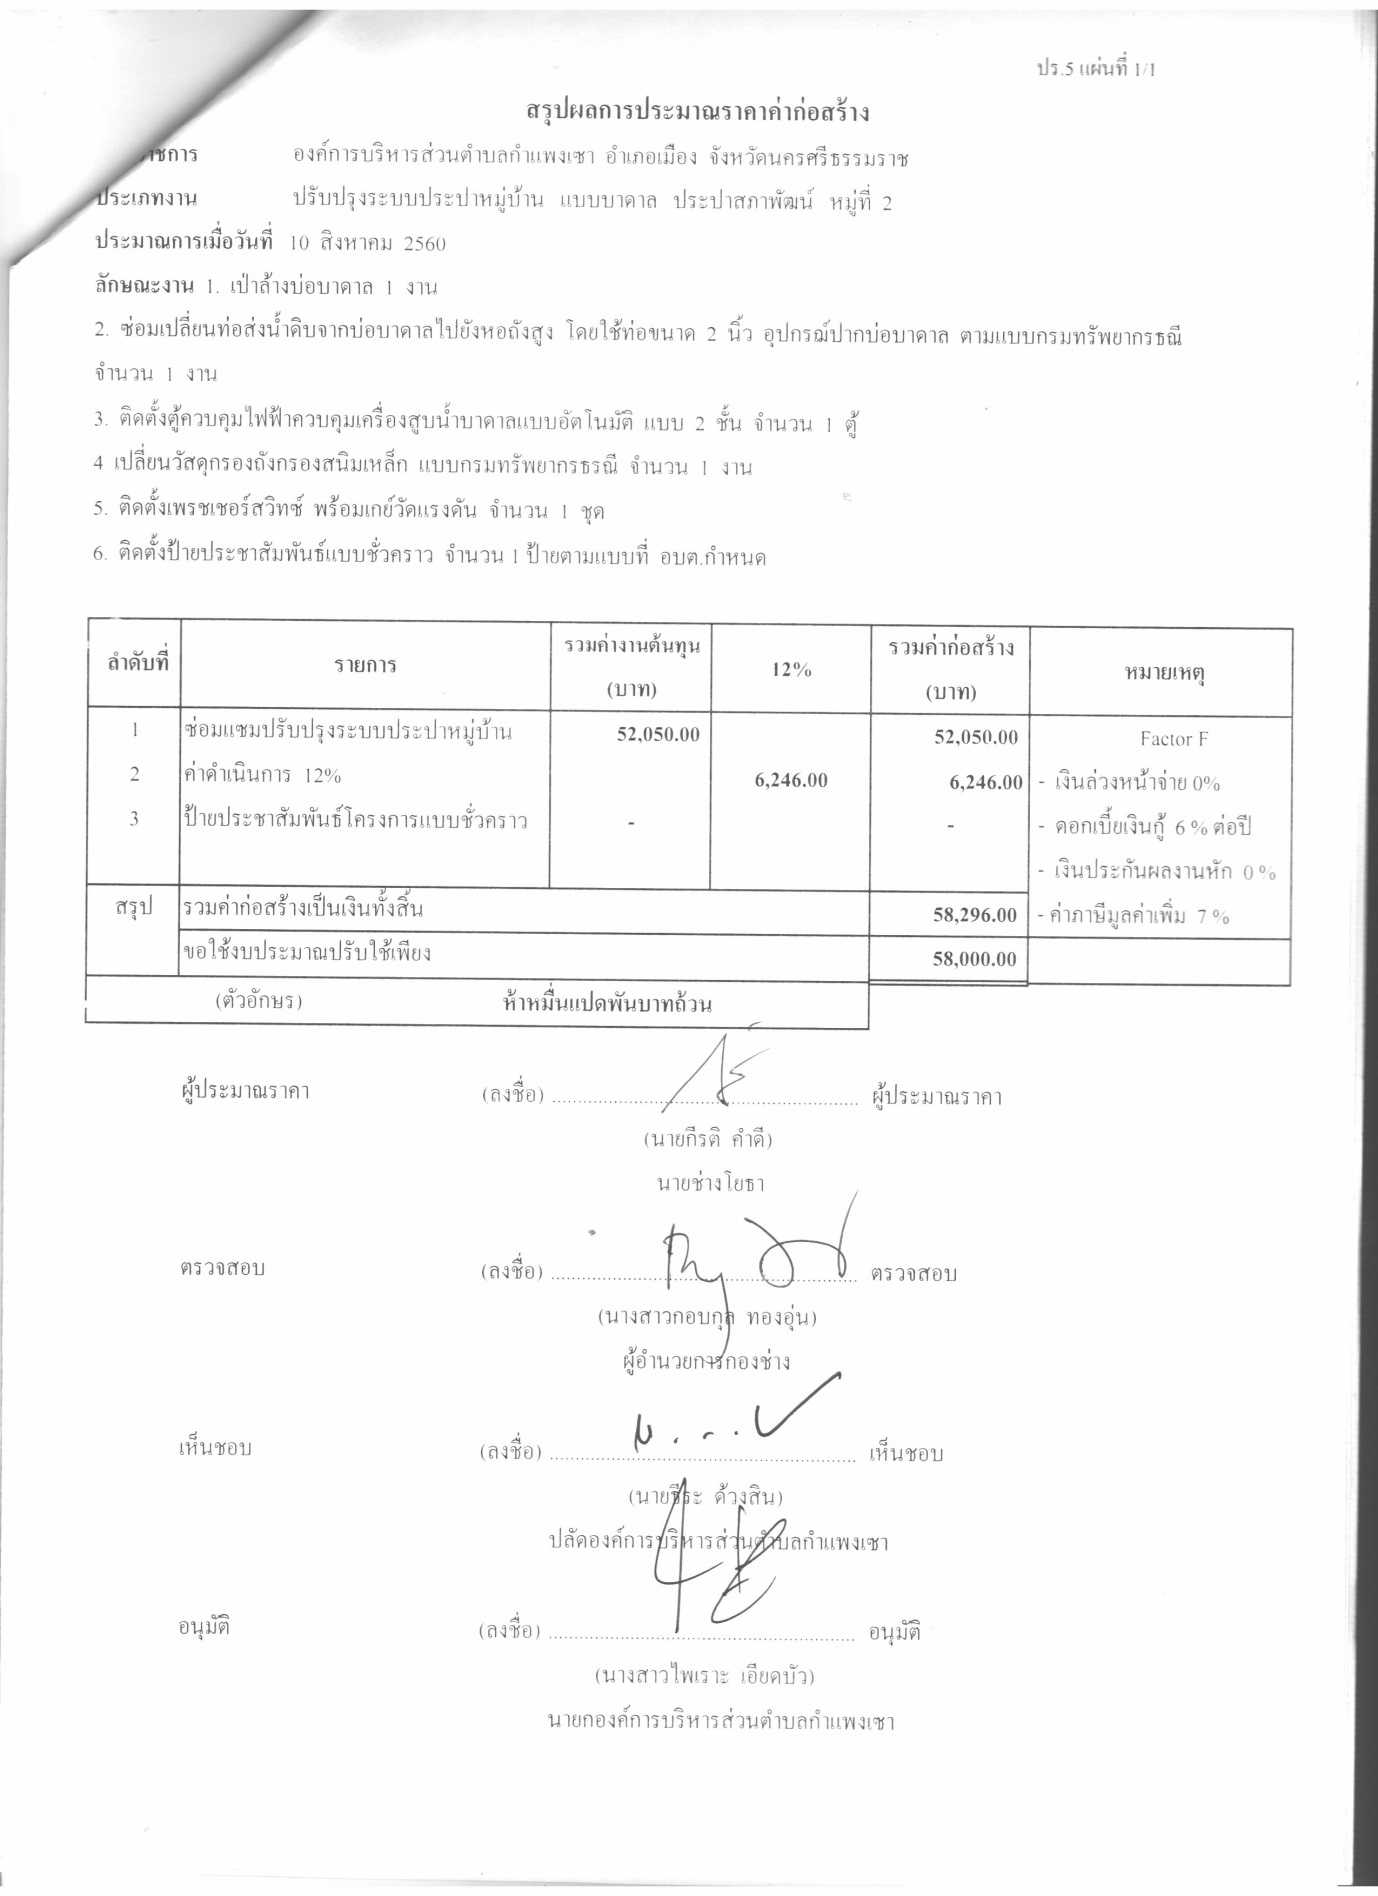 ปร.5 แผ่นที่ 1/1
สรุปผลการประมาณราคาค่าก่อสร้าง
ราชการ องค์การบริหารส่วนตำบลกำแพงเซา อำเภอเมือง จังหวัดนครศรีธรรมราช
ประเภทงาน ปรับปรุงระบบประปาหมู่บ้าน แบบบาดาล ประปาสภาพัฒน์ หมู่ที่ 2
ประมาณการเมื่อวันที่ 10 สิงหาคม 2560
ลักษณะงาน 1. เป่าล้างบ่อบาดาล 1 งาน
2. ซ่อมเปลี่ยนท่อส่งน้ำดิบจากบ่อบาดาลไปยังหอถังสูง โดยใช้ท่อขนาด 2 นิ้ว อุปกรณ์ปากบ่อบาดาล ตามแบบกรมทรัพยากรธณี
จำนวน 1 งาน
3. ติดตั้งตู้ควบคุมไฟฟ้าควบคุมเครื่องสูบน้ำบาดาลแบบอัตโนมัติ แบบ 2 ชั้น จำนวน 1 ตู้
4 เปลี่ยนวัสดุกรองถังกรองสนิมเหล็ก แบบกรมทรัพยากรธรณี จำนวน 1 งาน
5. ติดตั้งเพรชเชอร์สวิทซ์ พร้อมเกย์วัดแรงดัน จำนวน 1 ชุด
6. ติดตั้งป้ายประชาสัมพันธ์แบบชั่วคราว จำนวน 1 ป้ายตามแบบที่ อบต.กำหนด
ลำดับที่ รายการ รวมค่างานต้นทุน (บาท) 12% รวมค่าก่อสร้าง (บาท) หมายเหตุ
1 ซ่อมแซมปรับปรุงระบบประปาหมู่บ้าน 52,050.00 52,050.00 Factor F
2 ค่าดำเนินการ 12% 6,246.00 6,246.00 - เงินล่วงหน้าจ่าย 0%
3 ป้ายประชาสัมพันธ์โครงการแบบชั่วคราว - - - ดอกเบี้ยเงินกู้ 6 % ต่อปี
- เงินประกันผลงานหัก 0 %
สรุป รวมค่าก่อสร้างเป็นเงินทั้งสิ้น 58,296.00 - ค่าภาษีมูลค่าเพิ่ม 7 %
ขอใช้งบประมาณปรับใช้เพียง 58,000.00
(ตัวอักษร) ห้าหมื่นแปดพันบาทถ้วน
ผู้ประมาณราคา (ลงชื่อ) ........................ ผู้ประมาณราคา
(นายกีรติ คำดี)
นายช่างโยธา
ตรวจสอบ (ลงชื่อ) ........................ ตรวจสอบ
(นางสาวกอบกุล ทองอุ่น)
ผู้อำนวยการกองช่าง
เห็นชอบ (ลงชื่อ) ........................ เห็นชอบ
(นายธีระ ด้วงสิน)
ปลัดองค์การบริหารส่วนตำบลกำแพงเซา
อนุมัติ (ลงชื่อ) ........................ อนุมัติ
(นางสาวไพเราะ เอียดบัว)
นายกองค์การบริหารส่วนตำบลกำแพงเซา